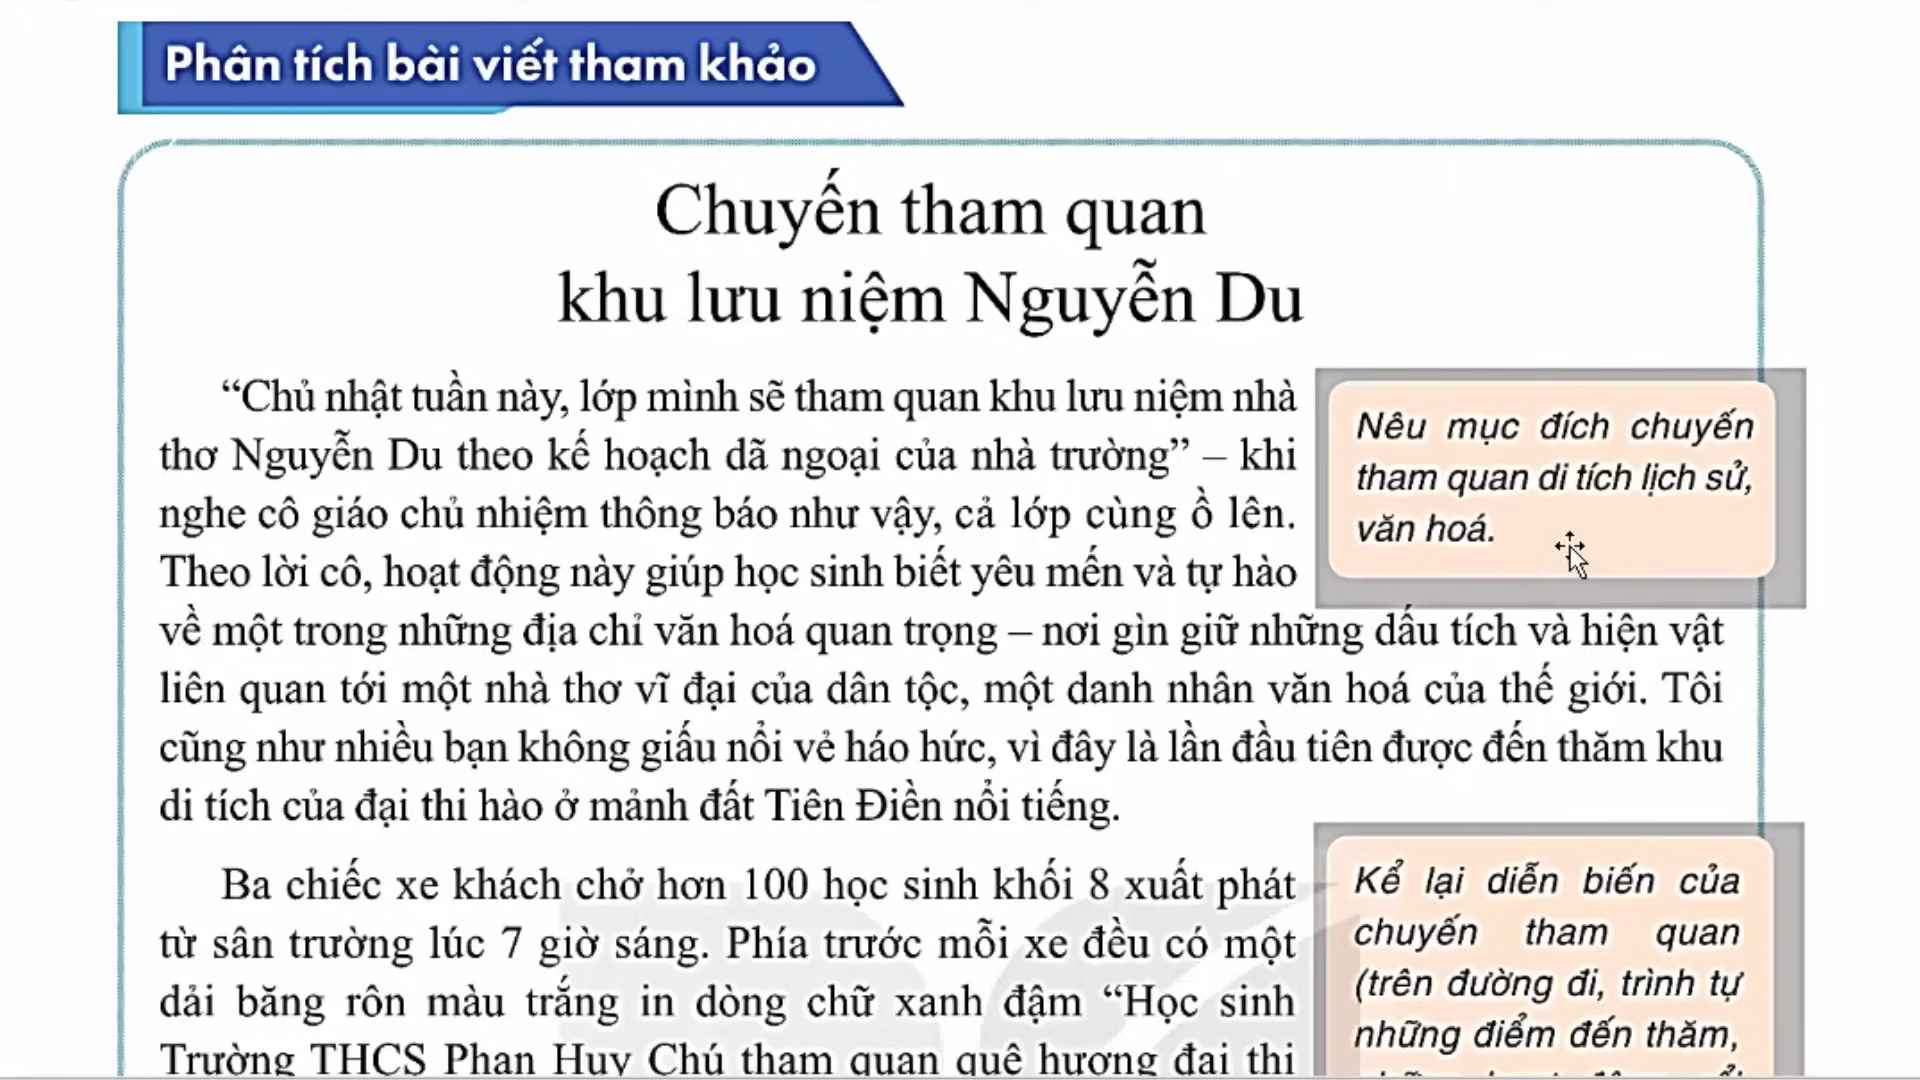 Phân tích bài viết tham khảo
Chuyến tham quan
khu lưu niệm Nguyễn Du
“Chủ nhật tuần này, lớp mình sẽ tham quan khu lưu niệm nhà
thơ Nguyễn Du theo kế hoạch dã ngoại của nhà trường” – khi
nghe cô giáo chủ nhiệm thông báo như vậy, cả lớp cùng ồ lên.
Theo lời cô, hoạt động này giúp học sinh biết yêu mến và tự hào
về một trong những địa chỉ văn hoá quan trọng – nơi gìn giữ những dấu tích và hiện vật
liên quan tới một nhà thơ vĩ đại của dân tộc, một danh nhân văn hoá của thế giới. Tôi
cũng như nhiều bạn không giấu nổi vẻ háo hức, vì đây là lần đầu tiên được đến thăm khu
di tích của đại thi hào ở mảnh đất Tiên Điền nổi tiếng.
Nêu mục đích chuyến
tham quan di tích lịch sử,
văn hoá.
Ba chiếc xe khách chở hơn 100 học sinh khối 8 xuất phát
từ sân trường lúc 7 giờ sáng. Phía trước mỗi xe đều có một
dải băng rôn màu trắng in dòng chữ xanh đậm “Học sinh
Trường THCS Phan Huy Chú tham quan quê hương đại thi
Kể lại diễn biến của
chuyến tham quan
(trên đường đi, trình tự
những điểm đến thăm,